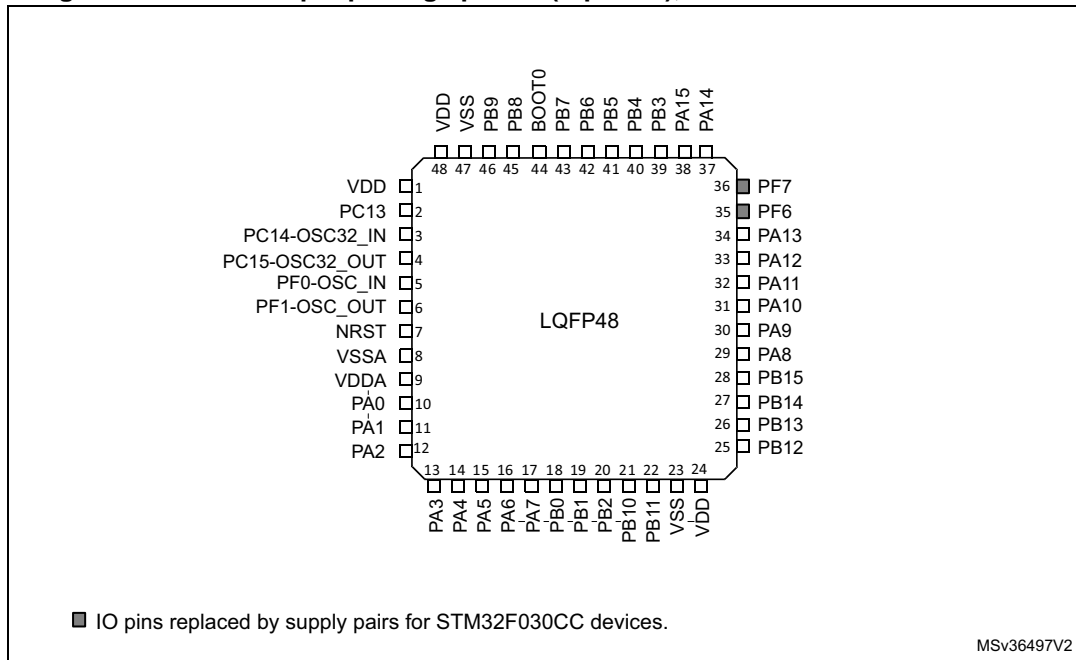 VDD
VSS
PB9
PB8
BOOT0
PB7
PB6
PB5
PB4
PB3
PA15
PA14
48 47 46 45 44 43 42 41 40 39 38 37
VDD 1
PC13 2
PC14-OSC32_IN 3
PC15-OSC32_OUT 4
PF0-OSC_IN 5
PF1-OSC_OUT 6
NRST 7
VSSA 8
VDDA 9
PA0 10
PA1 11
PA2 12
LQFP48
36 PF7
35 PF6
34 PA13
33 PA12
32 PA11
31 PA10
30 PA9
29 PA8
28 PB15
27 PB14
26 PB13
25 PB12
13 14 15 16 17 18 19 20 21 22 23 24
PA3
PA4
PA5
PA6
PA7
PB0
PB1
PB2
PB10
PB11
VSS
VDD
IO pins replaced by supply pairs for STM32F030CC devices.
MSv36497V2